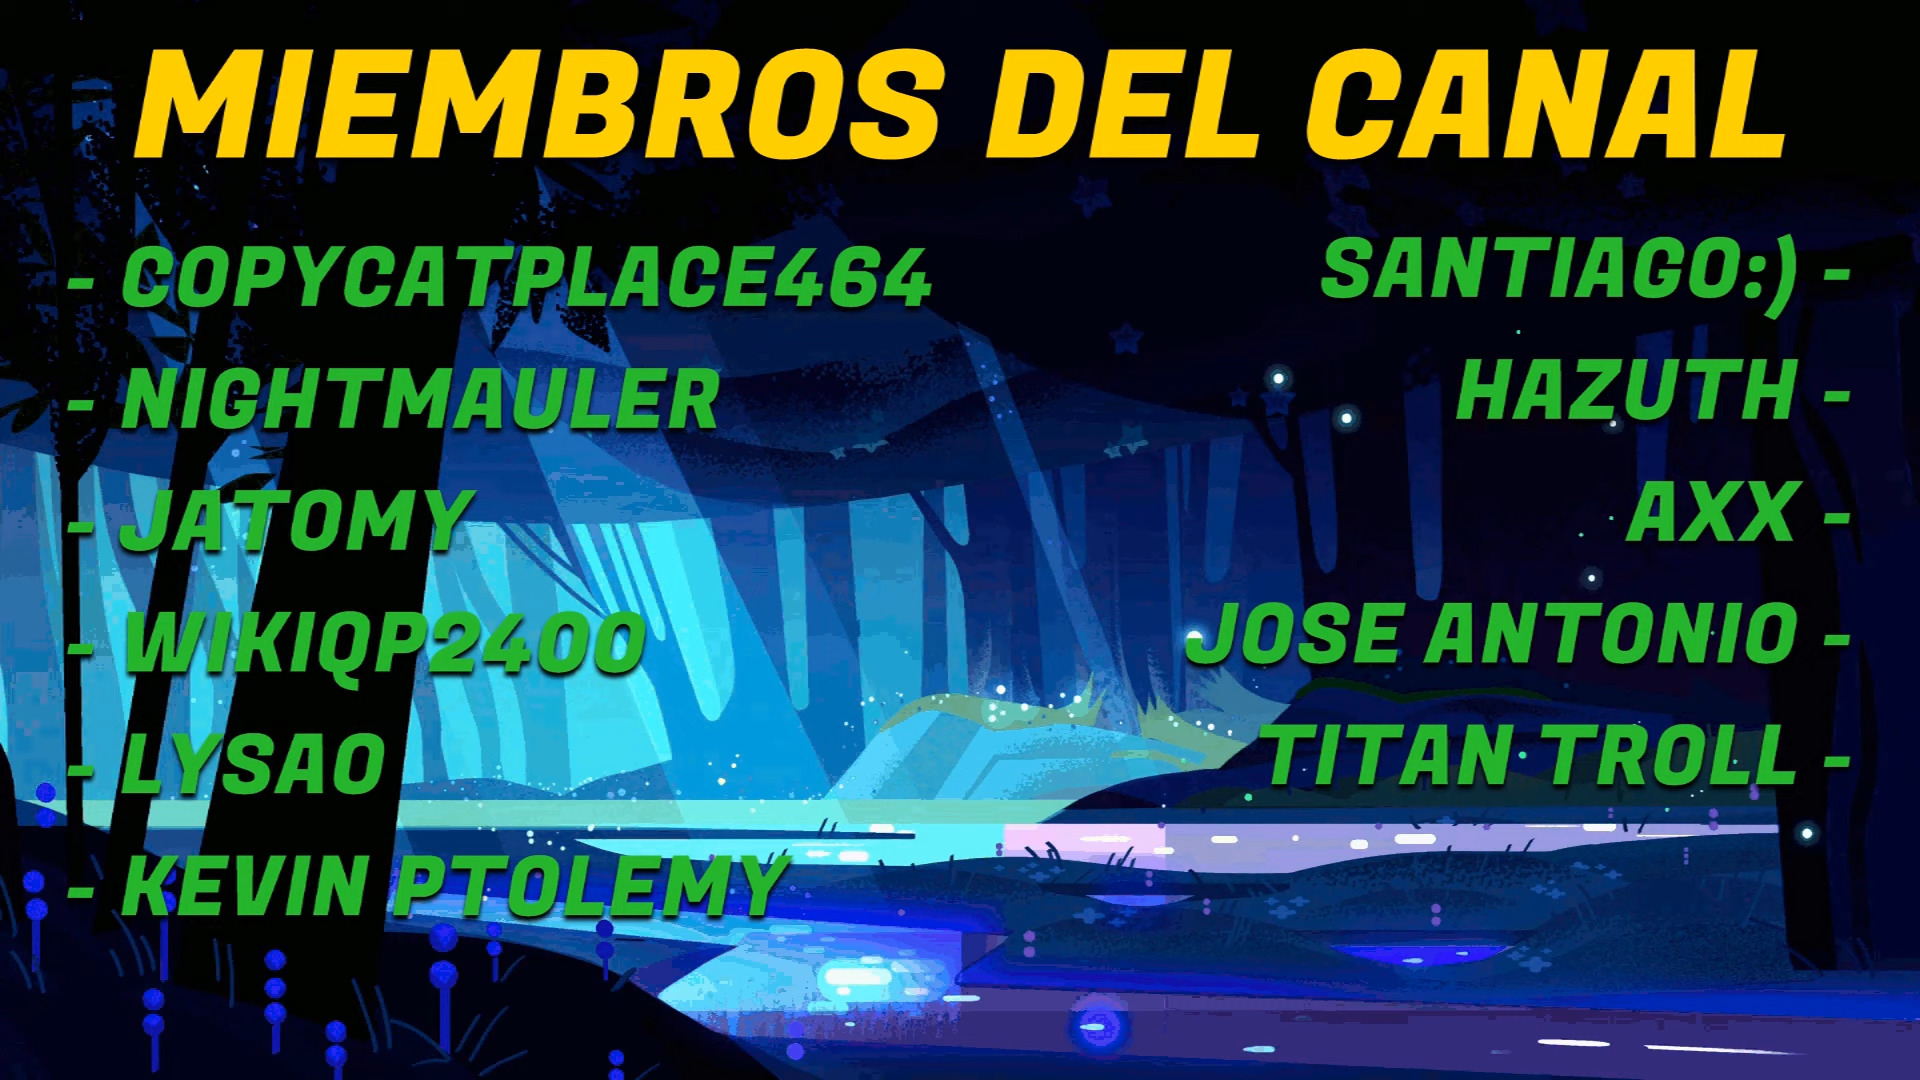 MIEMBROS DEL CANAL
- COPYCATPLACE464
- NIGHTMAULER
- JATOMY
- WIKIQP2400
- LYSAO
- KEVIN PTOLEMY
SANTIAGO:) -
HAZUTH -
AXX -
JOSE ANTONIO -
TITAN TROLL -